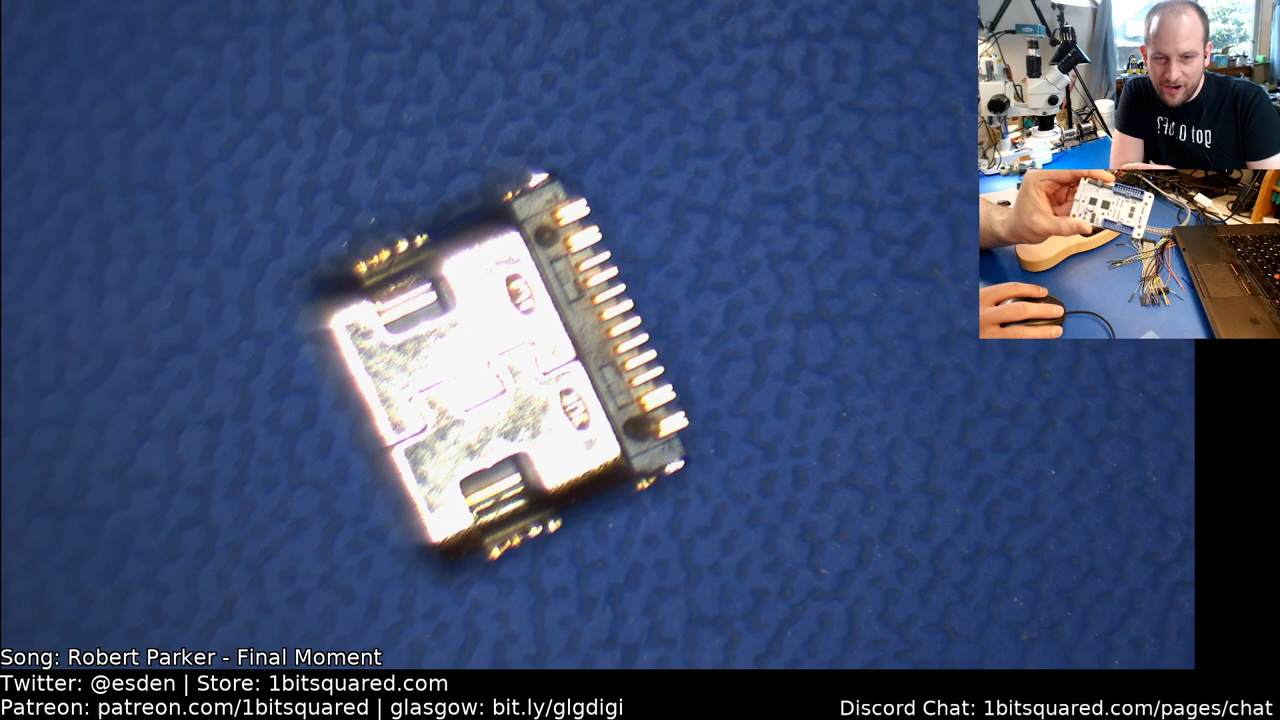 Song: Robert Parker - Final Moment
Twitter: @esden | Store: 1bitsquared.com
Patreon: patreon.com/1bitsquared | glasgow: bit.ly/glgdigi
Discord Chat: 1bitsquared.com/pages/chat